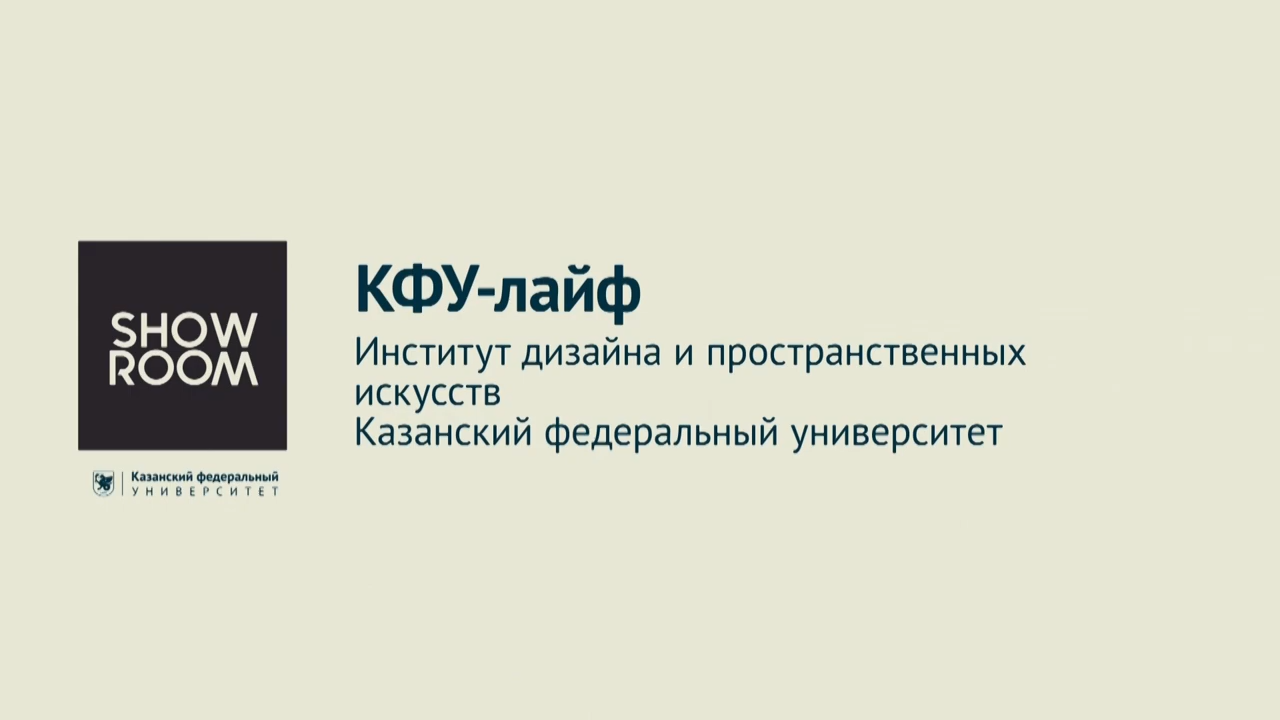 SHOW
ROOM
Казанский федеральный
УНИВЕРСИТЕТ
КФУ-лайф
Институт дизайна и пространственных
искусств
Казанский федеральный университет